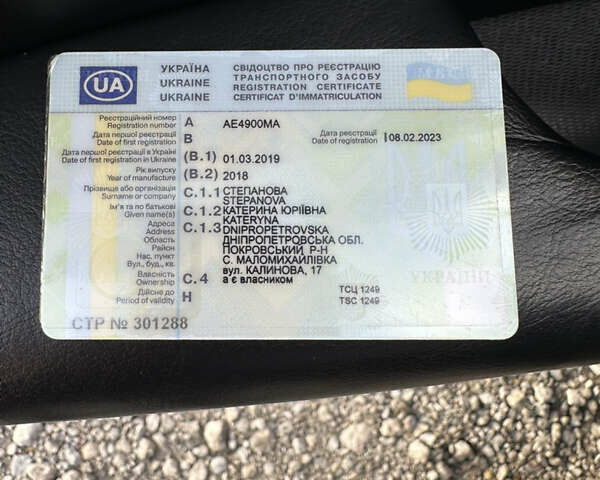 UA
УКРАЇНА
UKRAINE
UKRAINE
СВІДОЦТВО ПРО РЕЄСТРАЦІЮ
ТРАНСПОРТНОГО ЗАСОБУ
REGISTRATION CERTIFICATE
CERTIFICAT D'IMMATRICULATION
Реєстраційний номер
Registration number A AE4900MA
Дата першої реєстрації
Date of first registration B
Дата реєстрації
Date of registration 08.02.2023
Дата першої реєстрації в Україні
Date of first registration in Ukraine (B.1) 01.03.2019
Рік випуску
Year of manufacture (B.2) 2018
Прізвище або організація C.1.1 СТЕПАНОВА
Surname or company STEPANOVA
Ім'я та по батькові C.1.2 КАТЕРИНА ЮРІЇВНА
Given name(s) KATERYNA
Адреса C.1.3 DNIPROPETROVSKA
Address ДНІПРОПЕТРОВСЬКА ОБЛ.
Область ПОКРОВСЬКИЙ Р-Н
Район С. МАЛОМИХАЙЛІВКА
Нас. пункт вул. КАЛИНОВА, 17
Вул., буд., кв.
Власність
Ownership C.4 а є власником
Дійсне до
Period of validity H
ТСЦ 1249
TSC 1249
УКРАЇНІ
СТР № 301288